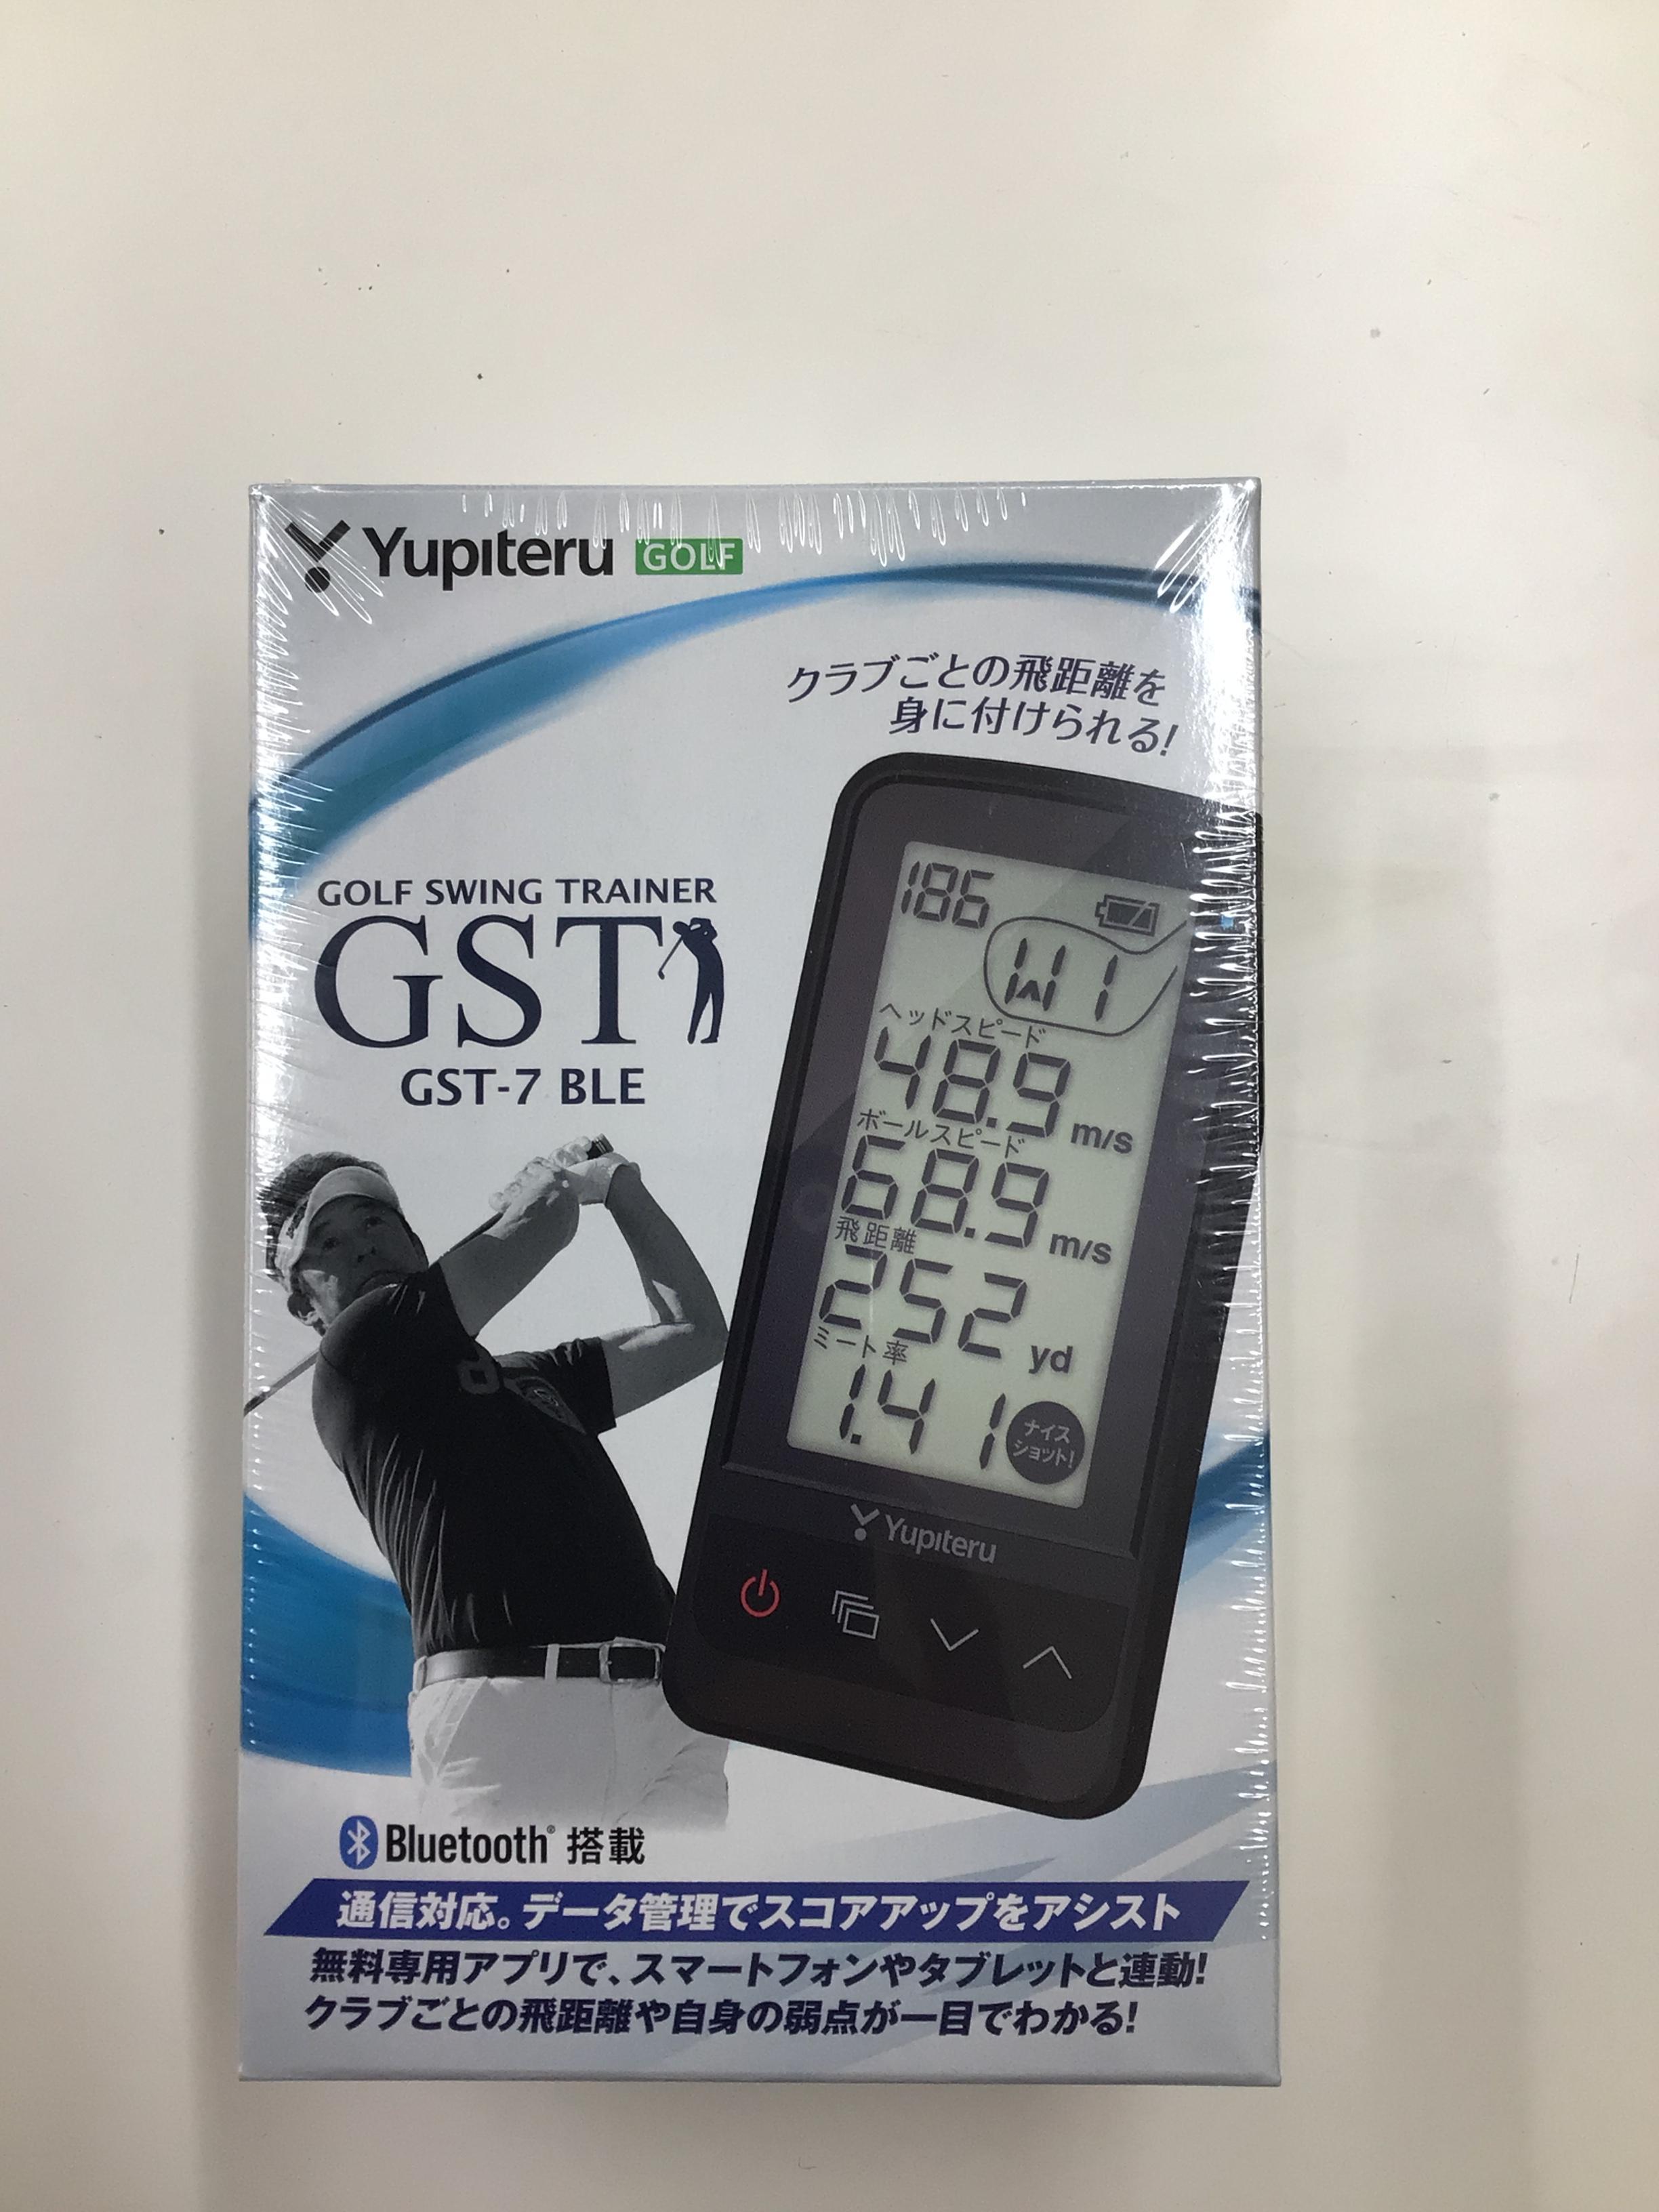 Yupiteru GOLF
クラブごとの飛距離を
身に付けられる!
GOLF SWING TRAINER
GST
GST-7 BLE
186
W1
ヘッドスピード
48.9 m/s
ボールスピード
68.9 m/s
飛距離
252 yd
ミート率
1.41
ナイス
ショット!
Yupiteru
Bluetooth® 搭載
通信対応。データ管理でスコアアップをアシスト
無料専用アプリで、スマートフォンやタブレットと連動!
クラブごとの飛距離や自身の弱点が一目でわかる!